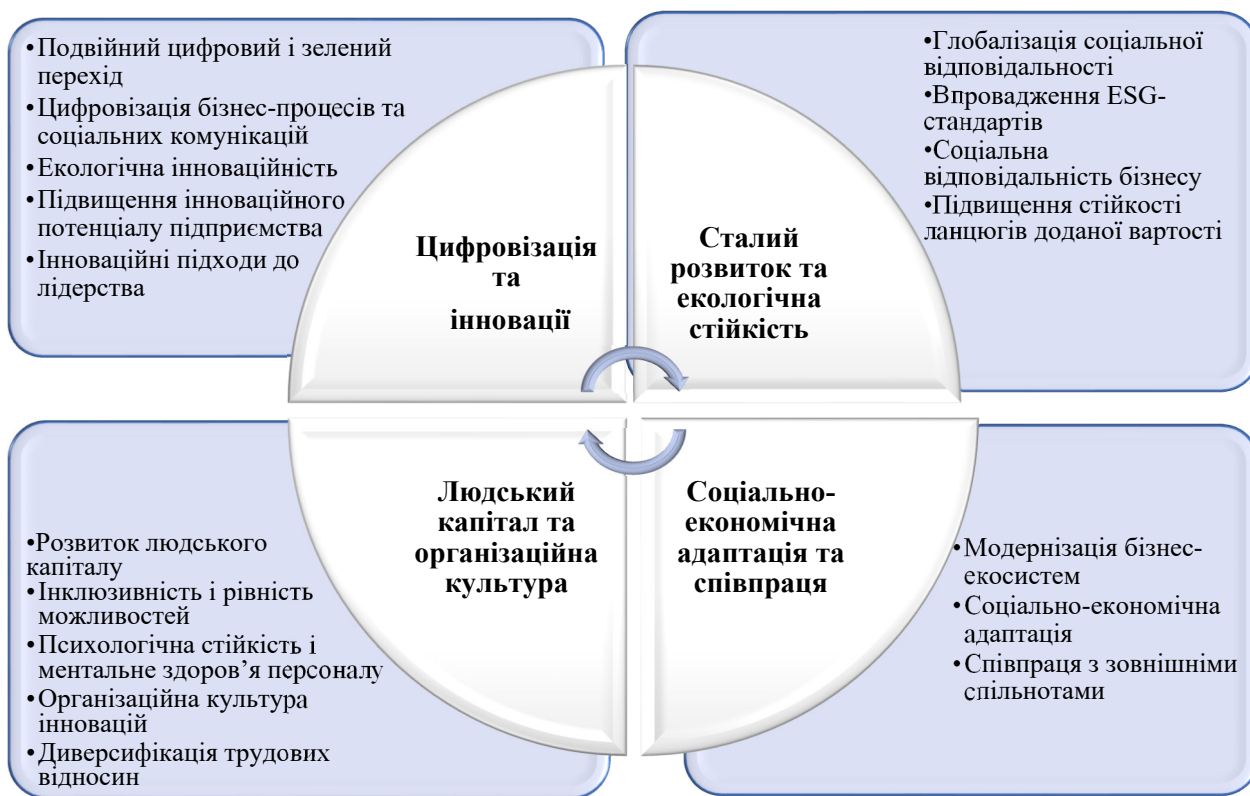 •Подвійний цифровий і зелений
перехід
•Цифровізація бізнес-процесів та
соціальних комунікацій
•Екологічна інноваційність
•Підвищення інноваційного
потенціалу підприємства
•Інноваційні підходи до
лідерства
Цифровізація
та
інновації
•Глобалізація соціальної
відповідальності
•Впровадження ESG-
стандартів
•Соціальна
відповідальність бізнесу
•Підвищення стійкості
ланцюгів доданої вартості
Сталий
розвиток та
екологічна
стійкість
•Розвиток людського
капіталу
•Інклюзивність і рівність
можливостей
•Психологічна стійкість і
ментальне здоров’я персоналу
•Організаційна культура
інновацій
•Диверсифікація трудових
відносин
Людський
капітал та
організаційна
культура
Соціально-
економічна
адаптація та
співпраця
•Модернізація бізнес-
екосистем
•Соціально-економічна
адаптація
•Співпраця з зовнішніми
спільнотами